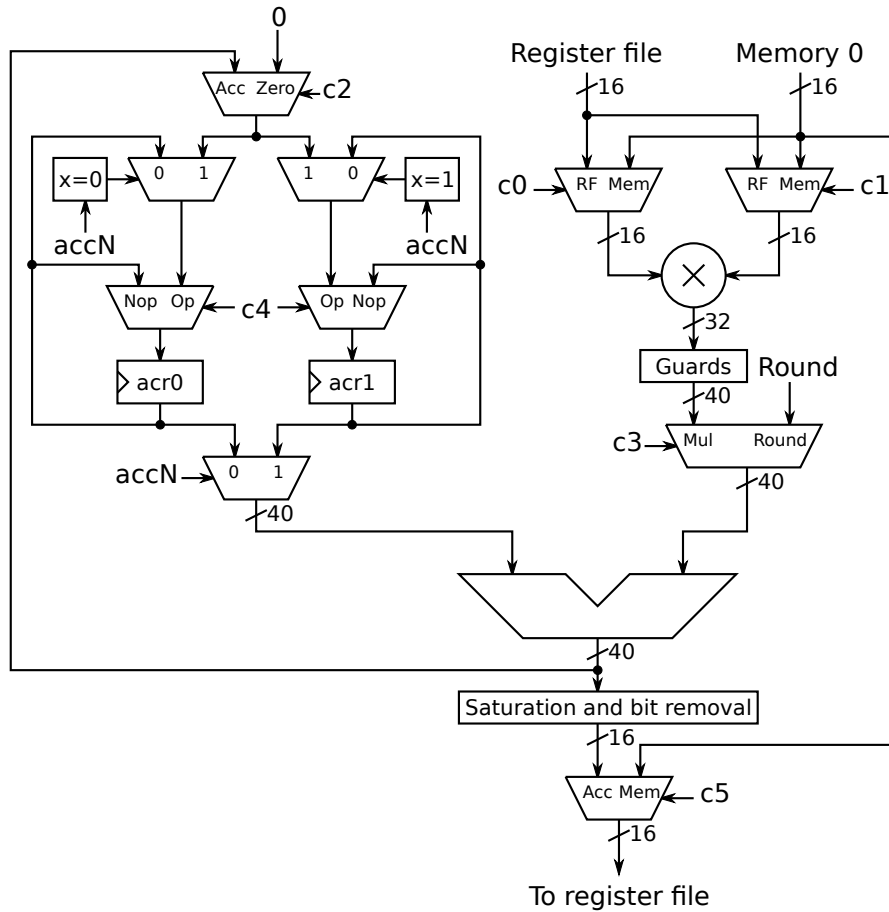 0
Register file
Memory 0
Acc Zero
c2
16
16
x=0
0 1
1 0
x=1
c0
RF Mem
RF Mem
c1
accN
accN
16
16
×
Nop Op
c4
Op Nop
32
acr0
acr1
Guards
Round
40
c3
Mul Round
accN
0 1
40
40
40
Saturation and bit removal
16
Acc Mem
c5
16
To register file